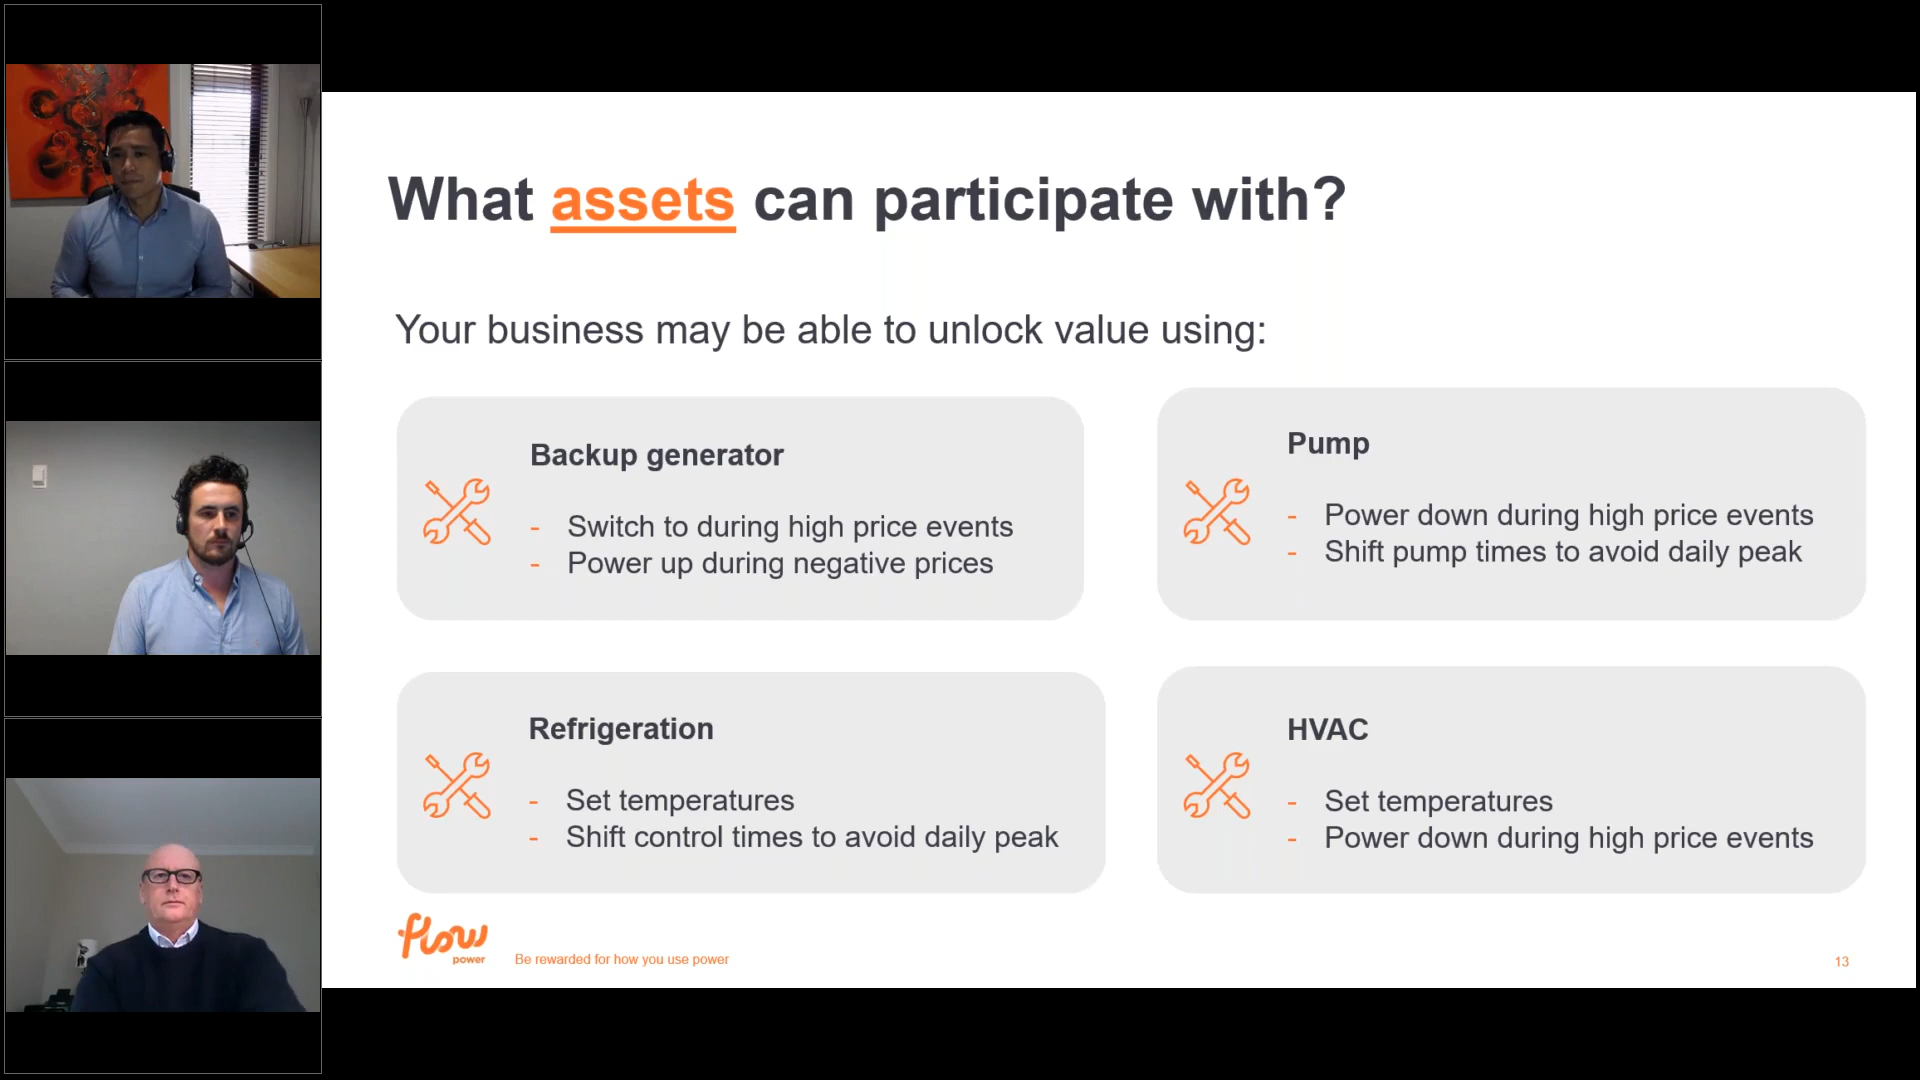 What assets can participate with?
Your business may be able to unlock value using:
Backup generator
- Switch to during high price events
- Power up during negative prices
Pump
- Power down during high price events
- Shift pump times to avoid daily peak
Refrigeration
- Set temperatures
- Shift control times to avoid daily peak
HVAC
- Set temperatures
- Power down during high price events
flow
power
Be rewarded for how you use power
13